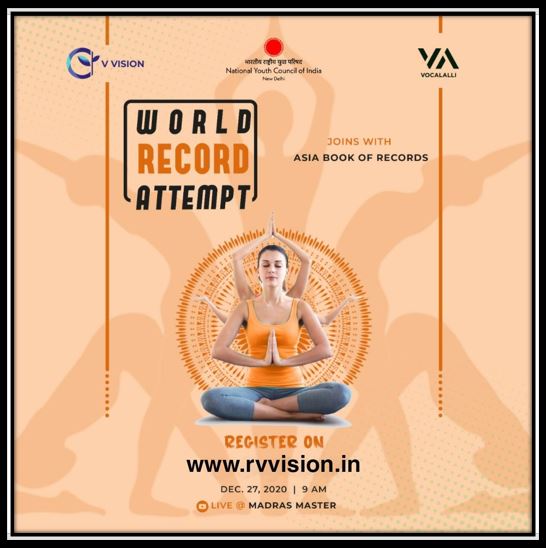 V VISION
भारतीय राष्ट्रीय युवा परिषद
National Youth Council of India
New Delhi
VOCALALLI
WORLD
RECORD
ATTEMPT
JOINS WITH
ASIA BOOK OF RECORDS
REGISTER ON
www.rvvision.in
DEC. 27, 2020 | 9 AM
LIVE @ MADRAS MASTER